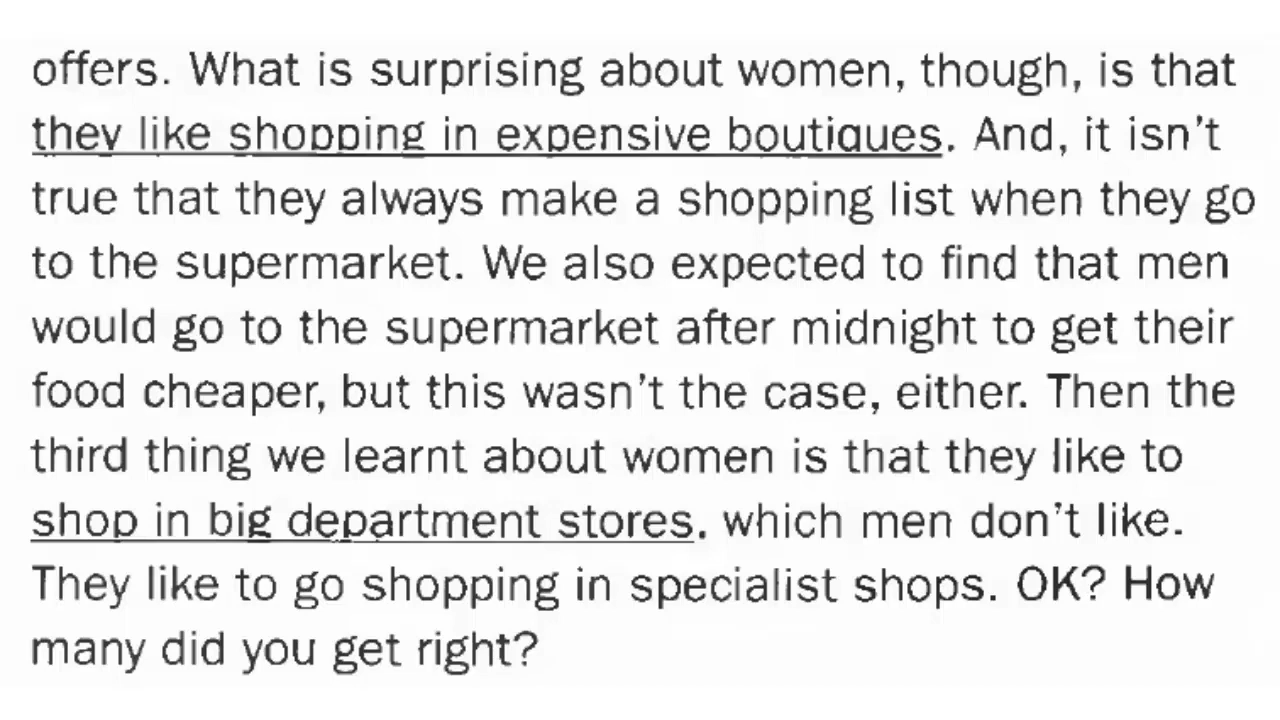 offers. What is surprising about women, though, is that
they like shopping in expensive boutiques. And, it isn't
true that they always make a shopping list when they go
to the supermarket. We also expected to find that men
would go to the supermarket after midnight to get their
food cheaper, but this wasn't the case, either. Then the
third thing we learnt about women is that they like to
shop in big department stores, which men don't like.
They like to go shopping in specialist shops. OK? How
many did you get right?